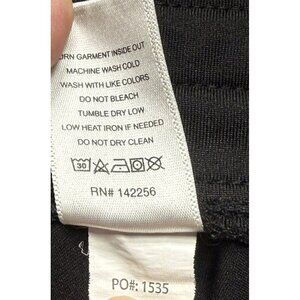 URN GARMENT INSIDE OUT
MACHINE WASH COLD
WASH WITH LIKE COLORS
DO NOT BLEACH
TUMBLE DRY LOW
LOW HEAT IRON IF NEEDED
DO NOT DRY CLEAN
30
RN# 142256
PO#: 1535